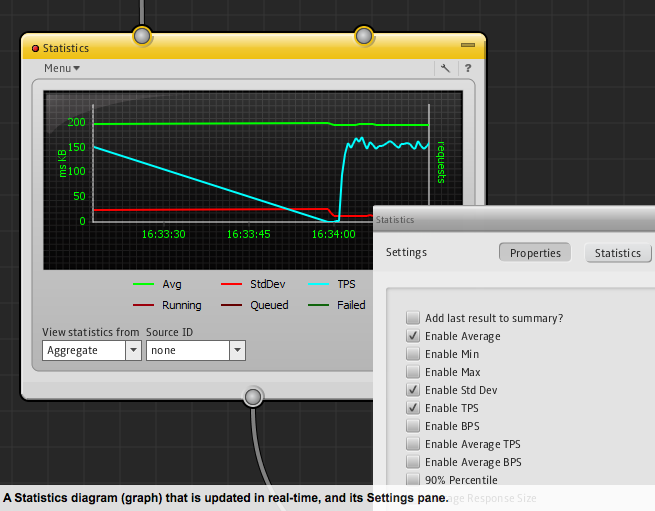 Statistics
Menu
?
200
150
100
50
0
ms KB
requests
16:33:30 16:33:45 16:34:00
Avg StdDev TPS
Running Queued Failed
View statistics from Source ID
Aggregate none
Statistics
Settings Properties Statistics
Add last result to summary?
Enable Average
Enable Min
Enable Max
Enable Std Dev
Enable TPS
Enable BPS
Enable Average TPS
Enable Average BPS
90% Percentile
Response Size
A Statistics diagram (graph) that is updated in real-time, and its Settings pane.